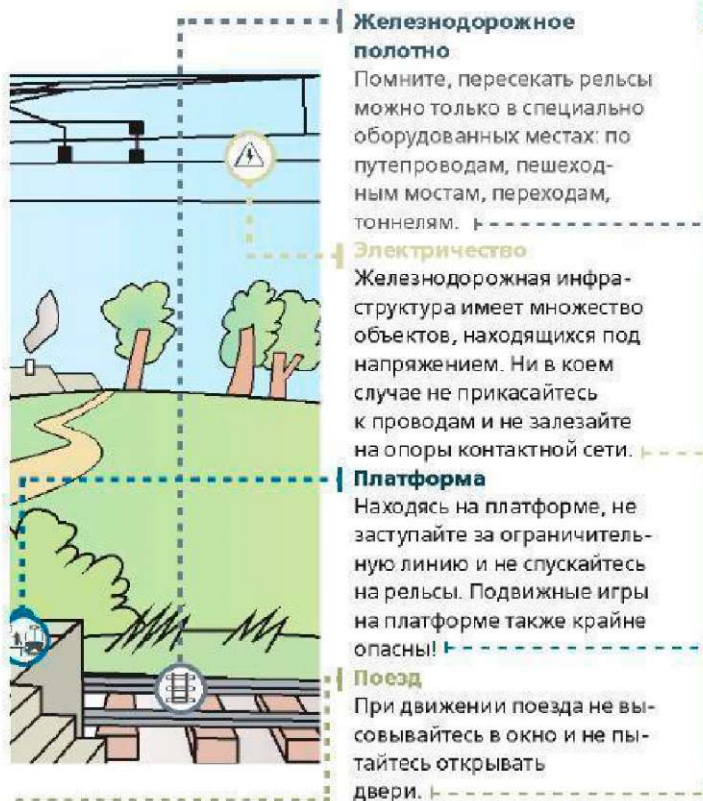 Железнодорожное
полотно
Помните, пересекать рельсы
можно только в специально
оборудованных местах: по
путепроводам, пешеход-
ным мостам, переходам,
тоннелям.
Электричество
Железнодорожная инфра-
структура имеет множество
объектов, находящихся под
напряжением. Ни в коем
случае не прикасайтесь
к проводам и не залезайте
на опоры контактной сети.
Платформа
Находясь на платформе, не
заступайте за ограничитель-
ную линию и не спускайтесь
на рельсы. Подвижные игры
на платформе также крайне
опасны!
Поезд
При движении поезда не вы-
совывайтесь в окно и не пы-
тайтесь открывать
двери.